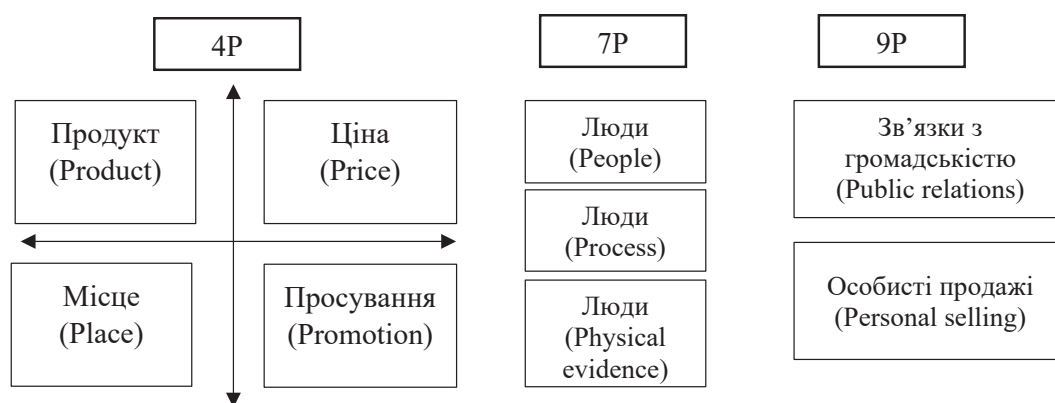 4P
7P
9P
Продукт
(Product)
Ціна
(Price)
Місце
(Place)
Просування
(Promotion)
Люди
(People)
Люди
(Process)
Люди
(Physical
evidence)
Зв’язки з
громадськістю
(Public relations)
Особисті продажі
(Personal selling)